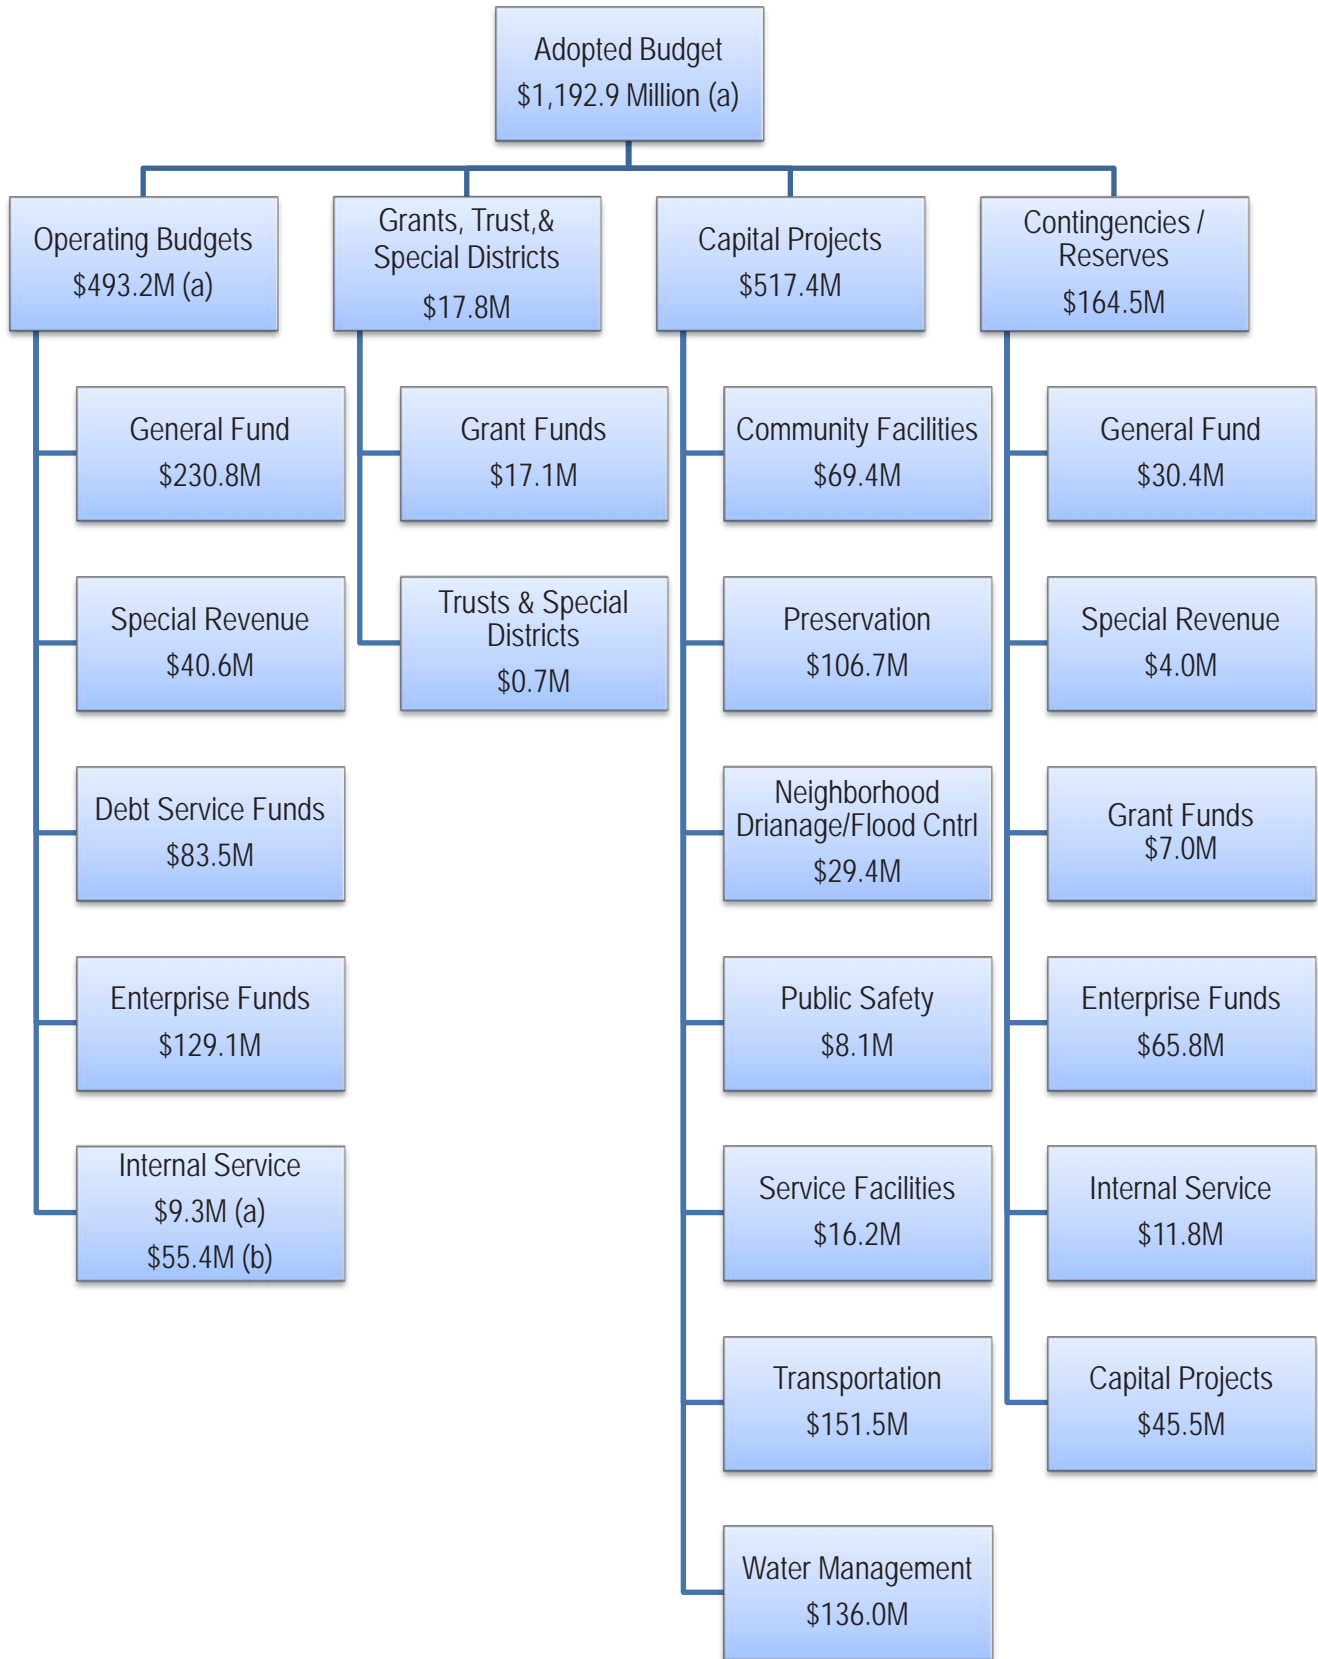 Adopted Budget
$1,192.9 Million (a)
Operating Budgets
$493.2M (a)
Grants, Trust,&
Special Districts
$17.8M
Capital Projects
$517.4M
Contingencies /
Reserves
$164.5M
General Fund
$230.8M
Special Revenue
$40.6M
Debt Service Funds
$83.5M
Enterprise Funds
$129.1M
Internal Service
$9.3M (a)
$55.4M (b)
Grant Funds
$17.1M
Trusts & Special
Districts
$0.7M
Community Facilities
$69.4M
Preservation
$106.7M
Neighborhood
Drianage/Flood Cntrl
$29.4M
Public Safety
$8.1M
Service Facilities
$16.2M
Transportation
$151.5M
Water Management
$136.0M
General Fund
$30.4M
Special Revenue
$4.0M
Grant Funds
$7.0M
Enterprise Funds
$65.8M
Internal Service
$11.8M
Capital Projects
$45.5M